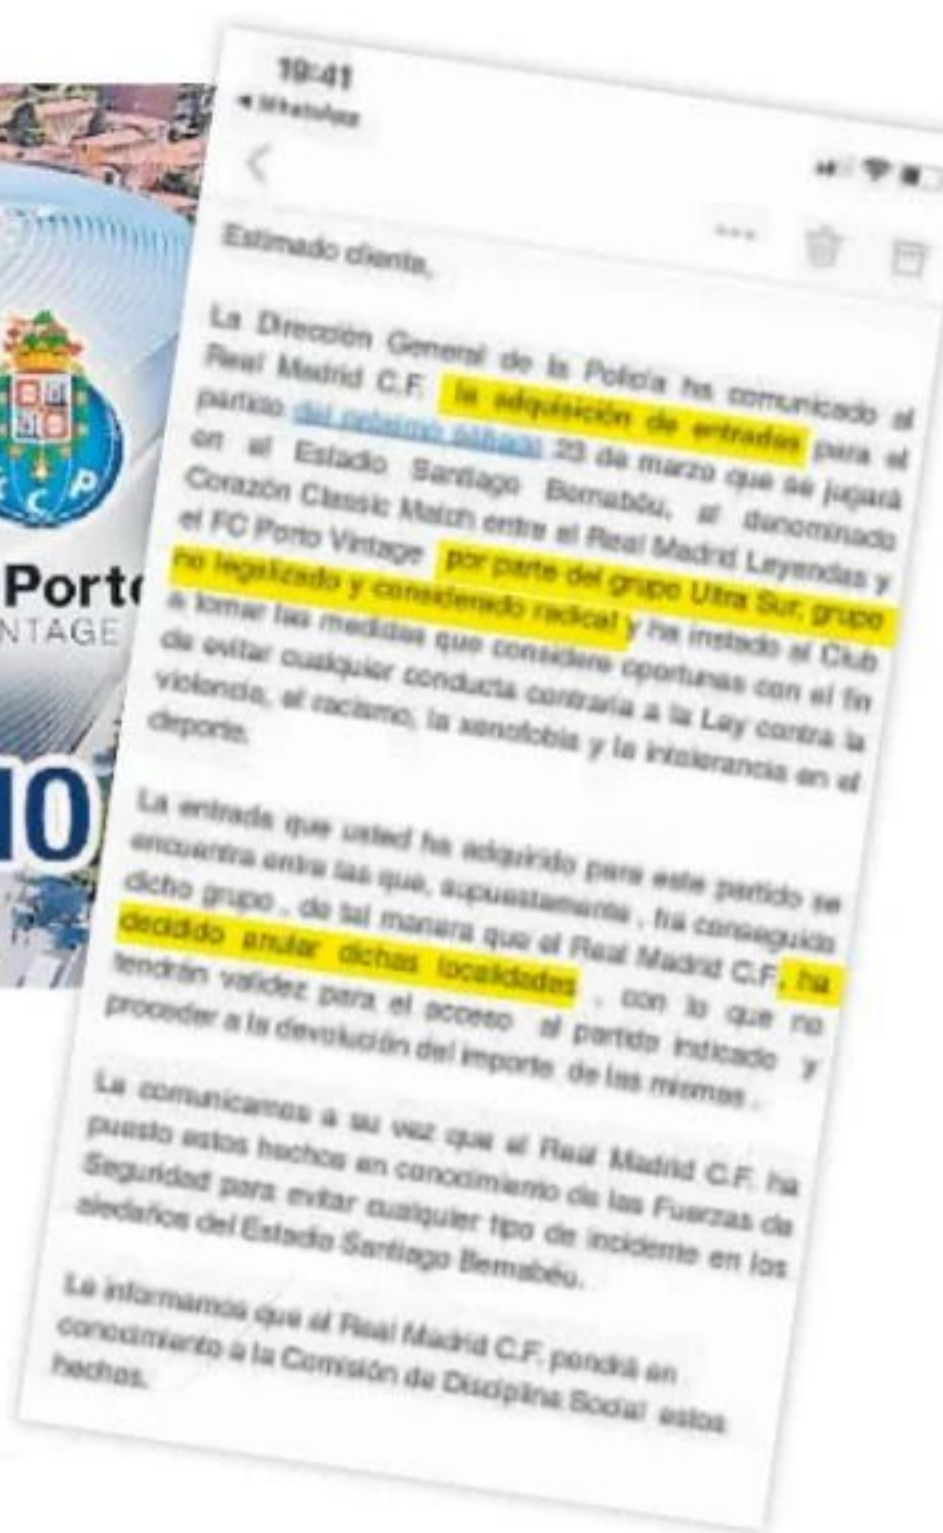 19:41
WhatsApp
Estimado cliente,
La Dirección General de la Policía ha comunicado al
Real Madrid C.F. la adquisición de entradas para el
partido del próximo sábado 23 de marzo que se jugará
en el Estadio Santiago Bernabéu, el denominado
Corazón Classic Match entre el Real Madrid Leyendas y
el FC Porto Vintage por parte del grupo Ultra Sur, grupo
no legalizado y considerado radical y ha instado al Club
a tomar las medidas que considere oportunas con el fin
de evitar cualquier conducta contraria a la Ley contra la
violencia, el racismo, la xenofobia y la intolerancia en el
deporte.
La entrada que usted ha adquirido para este partido se
encuentra entre las que, supuestamente , ha conseguido
dicho grupo , de tal manera que el Real Madrid C.F. , ha
decidido anular dichas localidades , con lo que no
tendrán validez para el acceso al partido indicado y
proceder a la devolución del importe de las mismas .
Le comunicamos a su vez que el Real Madrid C.F. ha
puesto estos hechos en conocimiento de las Fuerzas de
Seguridad para evitar cualquier tipo de incidente en los
aledaños del Estadio Santiago Bernabéu.
Le informamos que el Real Madrid C.F. pondrá en
conocimiento a la Comisión de Disciplina Social estos
hechos.
Porto
NTAGE
10